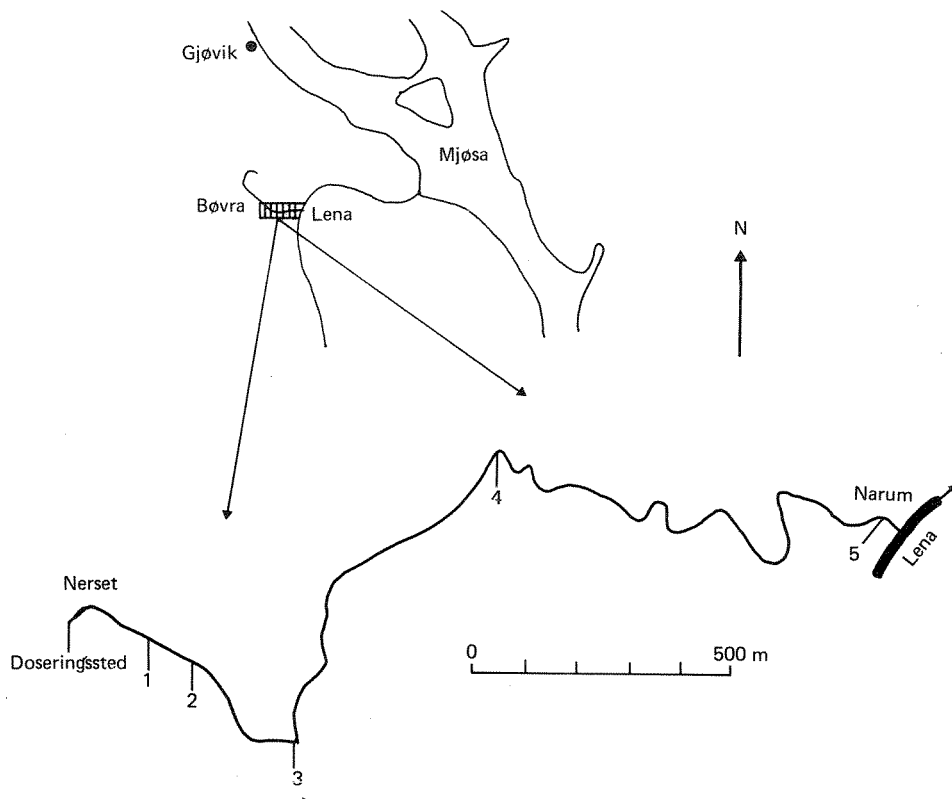 Gjøvik
Mjøsa
Bøvra
Lena
N
Narum
5
Lena
4
Nerset
Doseringssted
1
2
3
0
500 m